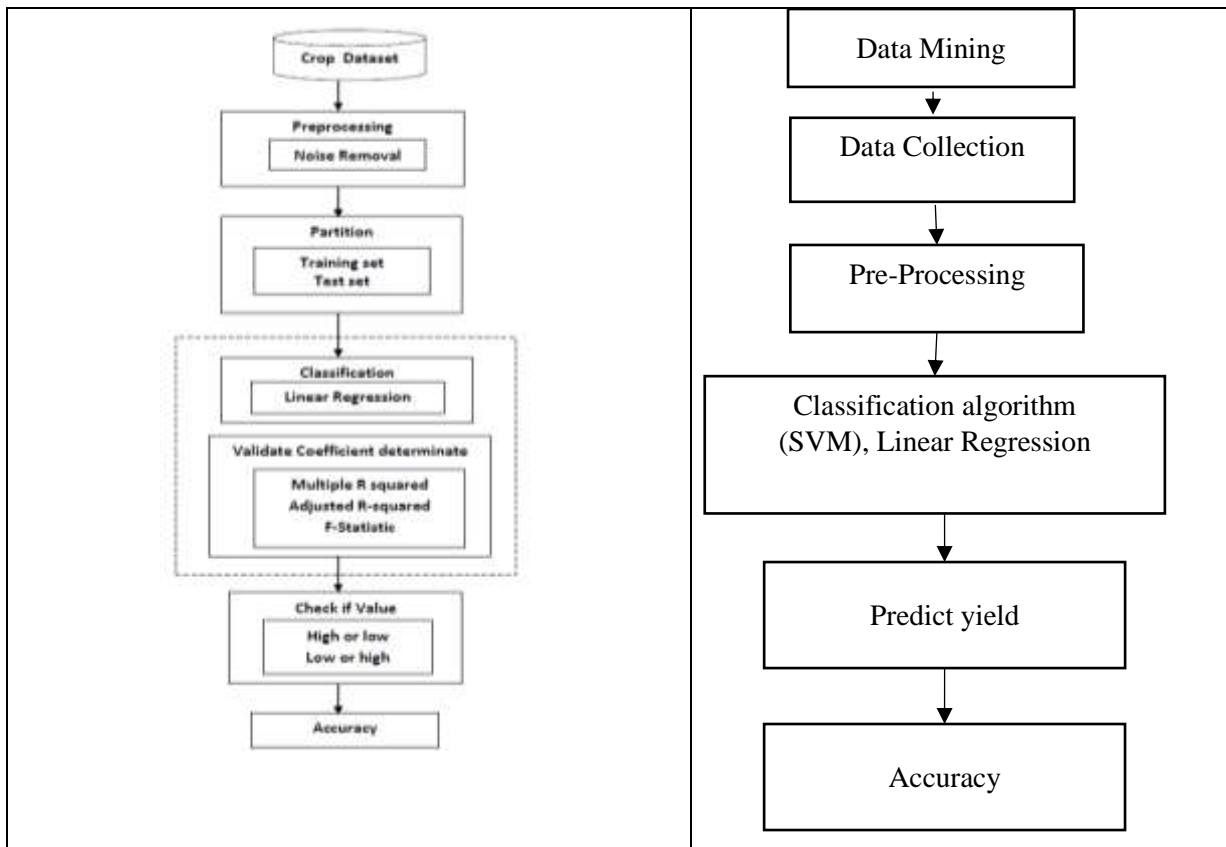 Crop Dataset
Preprocessing
Noise Removal
Partition
Training set
Test set
Classification
Linear Regression
Validate Coefficient determinate
Multiple R squared
Adjusted R-squared
F-Statiatic
Check if Value
High or low
Low or high
Accuracy
Data Mining
Data Collection
Pre-Processing
Classification algorithm
(SVM), Linear Regression
Predict yield
Accuracy